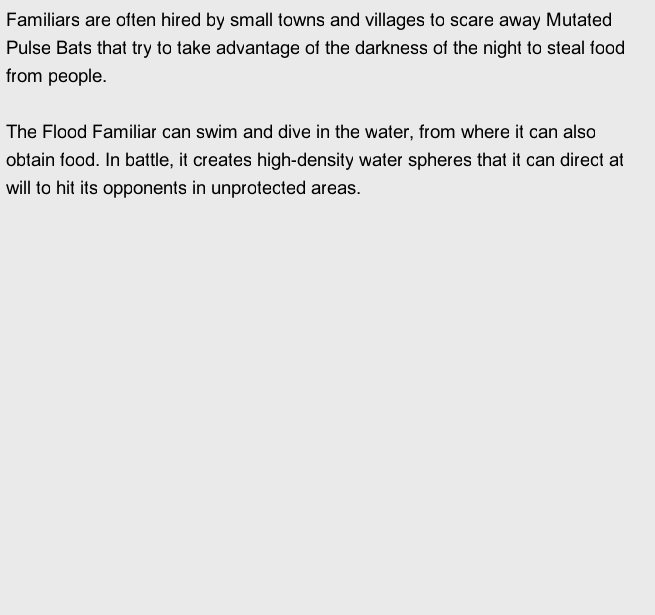 Familiars are often hired by small towns and villages to scare away Mutated
Pulse Bats that try to take advantage of the darkness of the night to steal food
from people.
The Flood Familiar can swim and dive in the water, from where it can also
obtain food. In battle, it creates high-density water spheres that it can direct at
will to hit its opponents in unprotected areas.